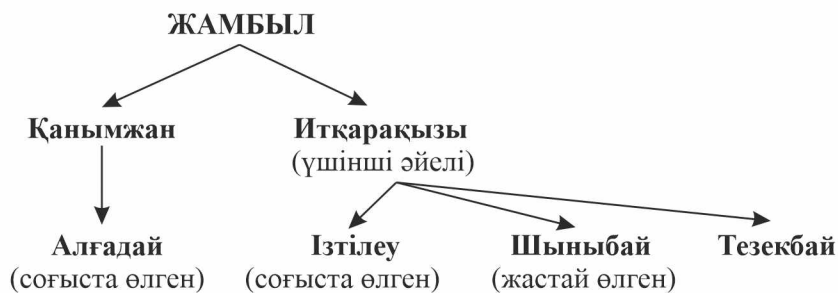 ЖАМБЫЛ
Қанымжан Итқарақызы
(үшінші әйелі)
Алғадай Ізтілеу Шыныбай Тезекбай
(соғыста өлген) (соғыста өлген) (жастай өлген)